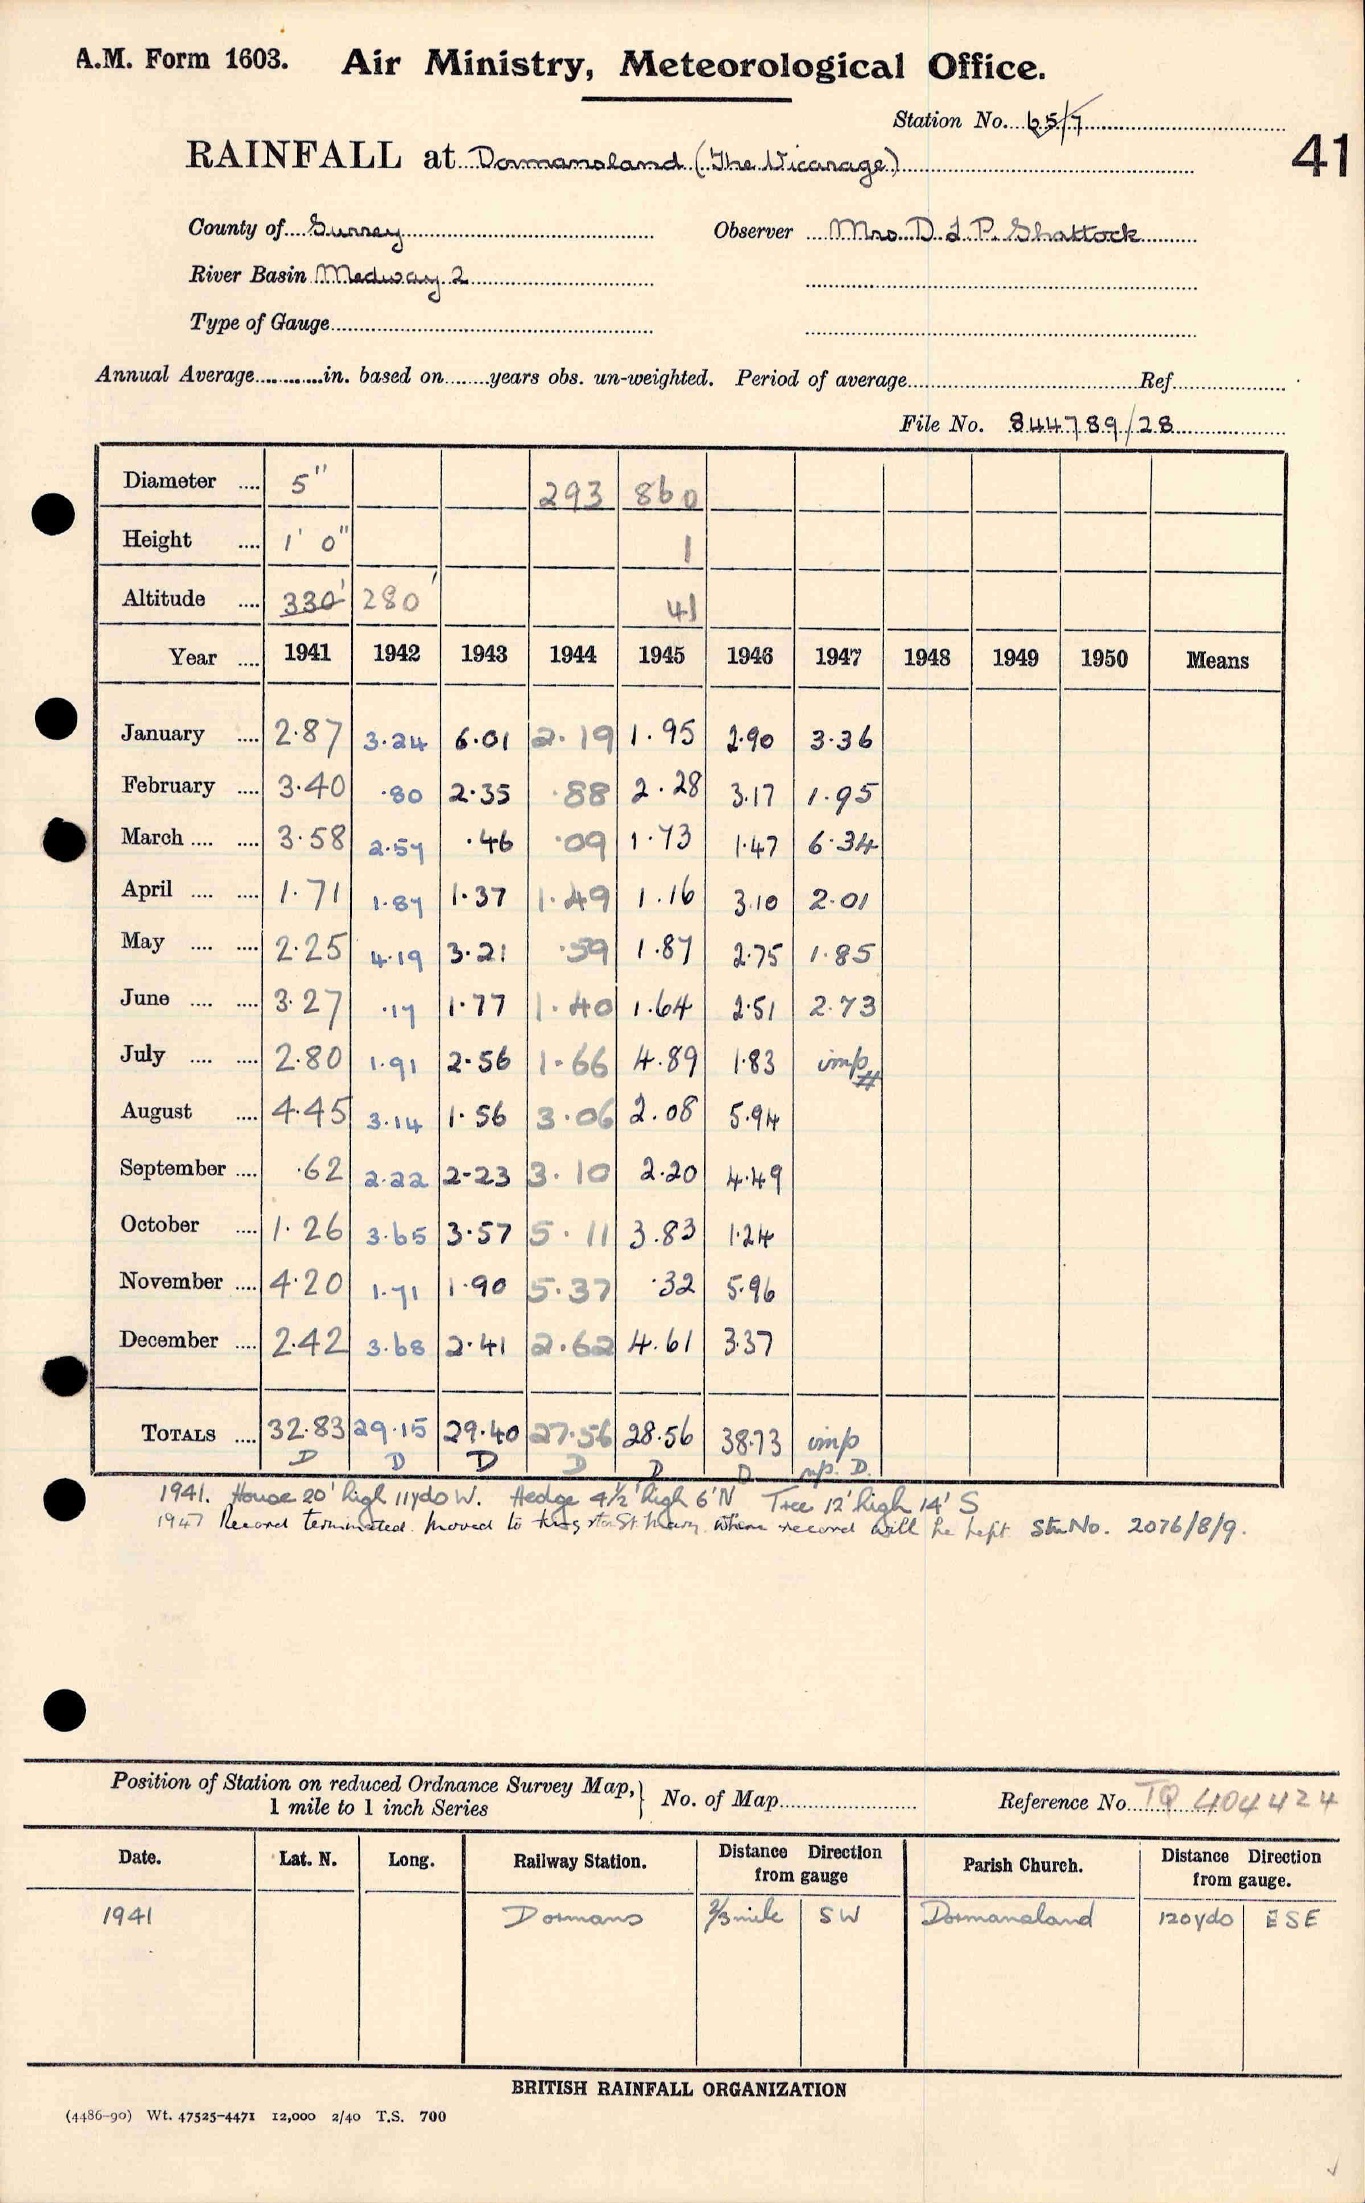 A.M. Form 1603. Air Ministry, Meteorological Office.
Station No. 65/7
41
RAINFALL at Dormansland (The Vicarage)
County of Surrey Observer Mrs D L P. Shattock
River Basin Medway 2
Type of Gauge
Annual Average in. based on years obs. un-weighted. Period of average Ref
File No. 844789/28
Diameter 5" 293 860
Height 1' 0" 1
Altitude 330' 280' 41
Year 1941 1942 1943 1944 1945 1946 1947 1948 1949 1950 Means
January 2.87 3.24 6.01 2.19 1.95 2.90 3.36
February 3.40 .80 2.35 .88 2.28 3.17 1.95
March 3.58 2.57 .46 .09 1.73 1.47 6.34
April 1.71 1.87 1.37 1.49 1.16 3.10 2.01
May 2.25 4.19 3.21 .59 1.87 2.75 1.85
June 3.27 .17 1.77 1.40 1.64 2.51 2.73
July 2.80 1.91 2.56 1.66 4.89 1.83 imp
August 4.45 3.14 1.56 3.06 2.08 5.94
September .62 2.22 2.23 3.10 2.20 4.49
October 1.26 3.65 3.57 5.11 3.83 1.24
November 4.20 1.71 1.90 5.37 .32 5.96
December 2.42 3.68 2.41 2.62 4.61 3.37
TOTALS 32.83 29.15 29.40 27.56 28.56 38.73 imp
D D D D D D D.
1941. House 20' high 11yds W. Hedge 4½' high 6'N Tree 12' high 14' S
1947 Record terminated. Moved to St. Mary where record will be kept Stn No. 2076/8/9.
Position of Station on reduced Ordnance Survey Map, 1 mile to 1 inch Series } No. of Map Reference No. TQ 404424
Date. Lat. N. Long. Railway Station. Distance Direction from gauge Parish Church. Distance Direction from gauge.
1941 Dormans ⅔ mile SW Dormansland 120yds ESE
BRITISH RAINFALL ORGANIZATION
(4486-90) Wt. 47525-4471 12,000 2/40 T.S. 700